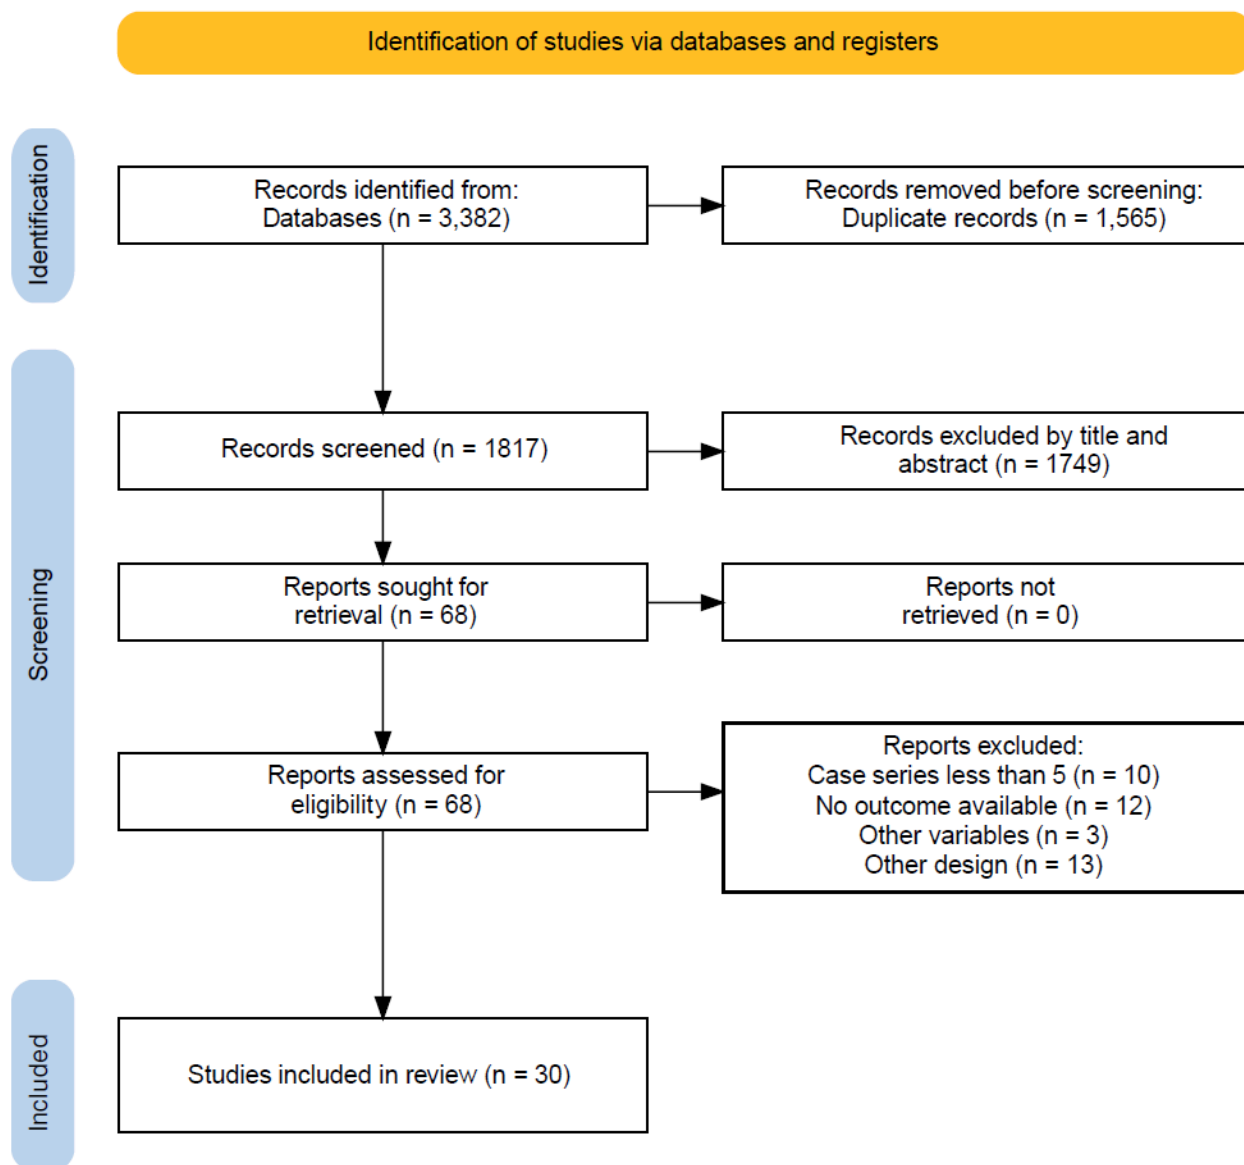 Identification of studies via databases and registers
Identification
Records identified from:
Databases (n = 3,382)
Records removed before screening:
Duplicate records (n = 1,565)
Screening
Records screened (n = 1817)
Records excluded by title and
abstract (n = 1749)
Reports sought for
retrieval (n = 68)
Reports not
retrieved (n = 0)
Reports assessed for
eligibility (n = 68)
Reports excluded:
Case series less than 5 (n = 10)
No outcome available (n = 12)
Other variables (n = 3)
Other design (n = 13)
Included
Studies included in review (n = 30)